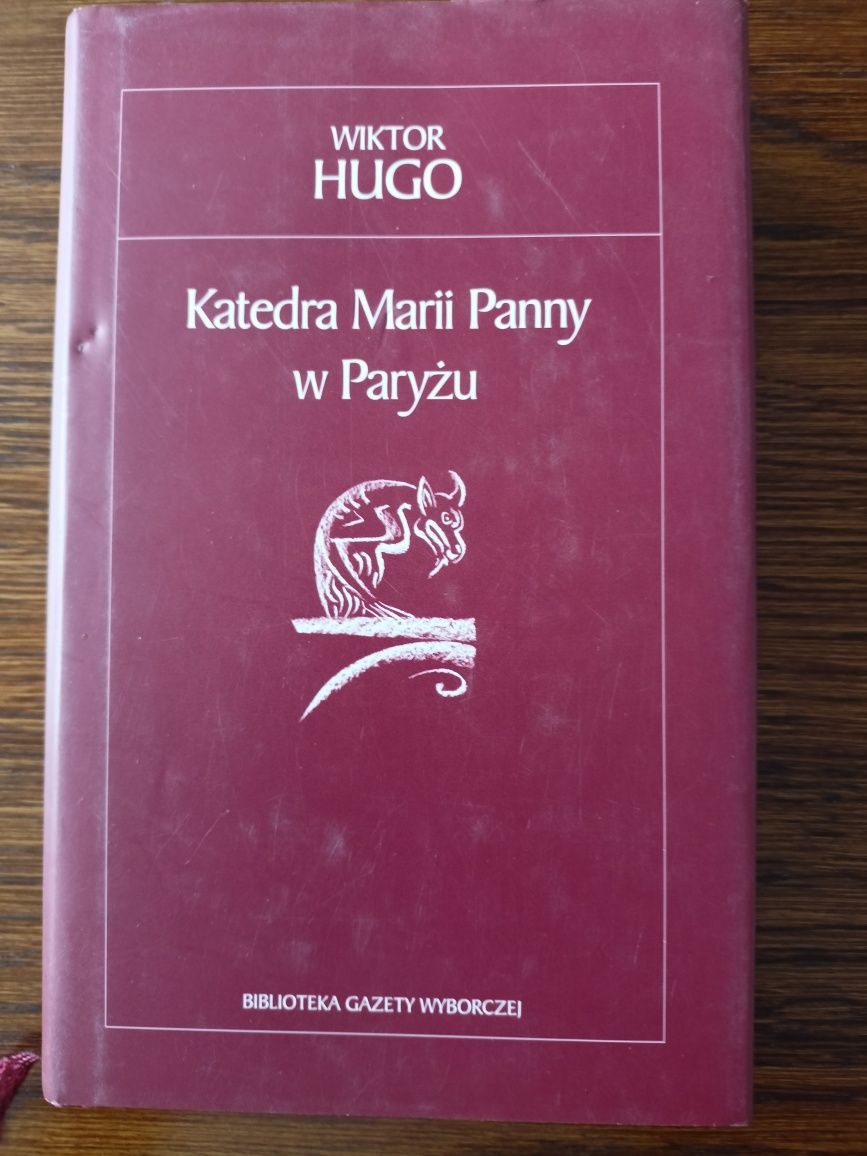 WIKTOR
HUGO
Katedra Marii Panny
w Paryżu
BIBLIOTEKA GAZETY WYBORCZEJ